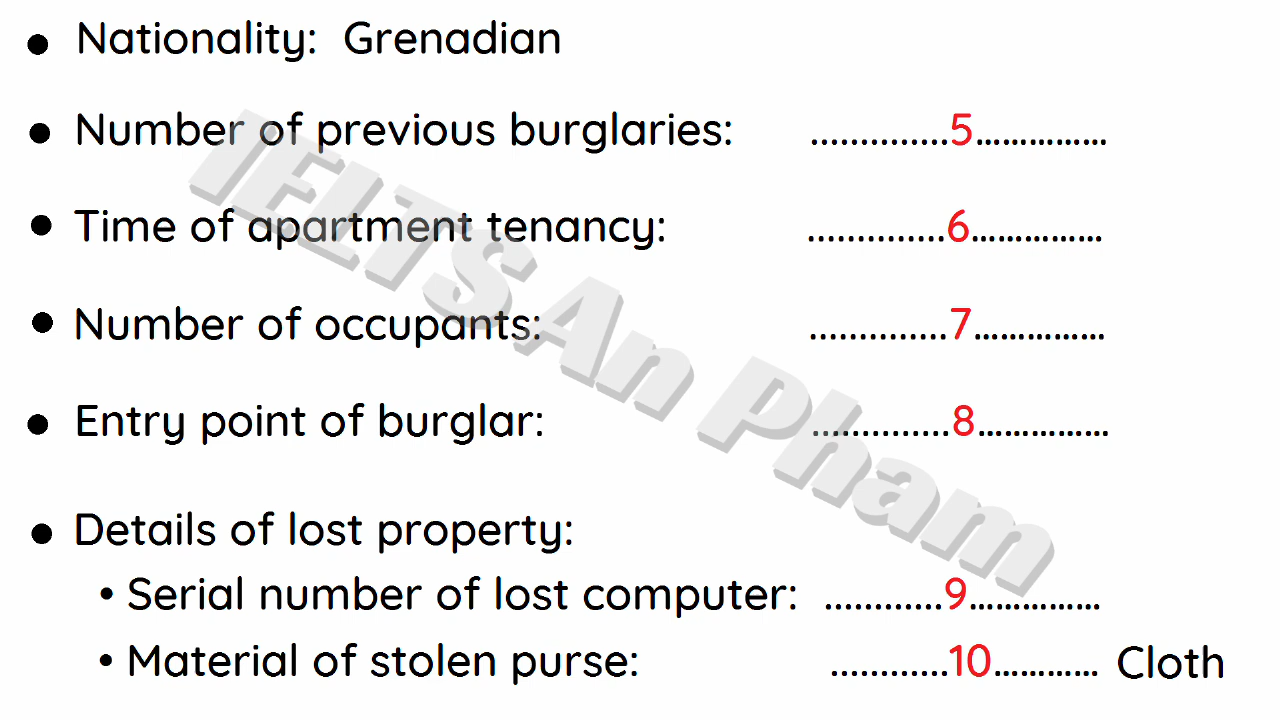 • Nationality: Grenadian
• Number of previous burglaries: ..............5...............
• Time of apartment tenancy: ..............6...............
• Number of occupants: ..............7...............
• Entry point of burglar: ..............8...............
• Details of lost property:
• Serial number of lost computer: ............9...............
• Material of stolen purse: ............10............ Cloth
IELTS An Pham